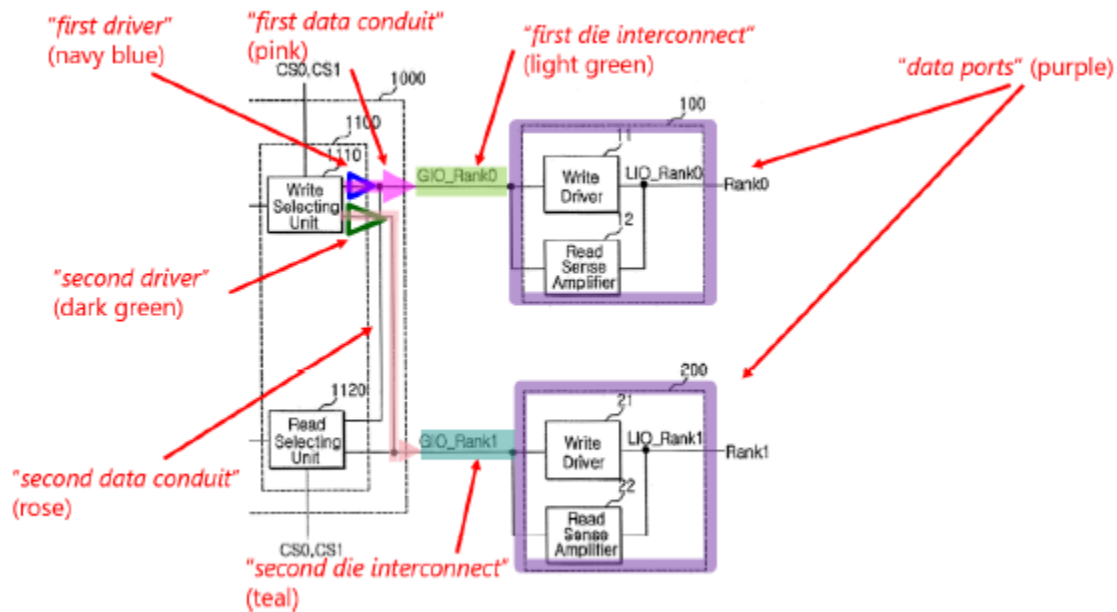 "first driver"
(navy blue)
"first data conduit"
(pink)
"first die interconnect"
(light green)
"data ports" (purple)
CS0,CS1
1000
1100
1110
Write
Selecting
Unit
GIO_Rank0
100
11
Write
Driver
LIO_Rank0
Rank0
12
Read
Sense
Amplifier
"second driver"
(dark green)
1120
Read
Selecting
Unit
GIO_Rank1
200
21
Write
Driver
LIO_Rank1
Rank1
22
Read
Sense
Amplifier
"second data conduit"
(rose)
CS0,CS1
"second die interconnect"
(teal)